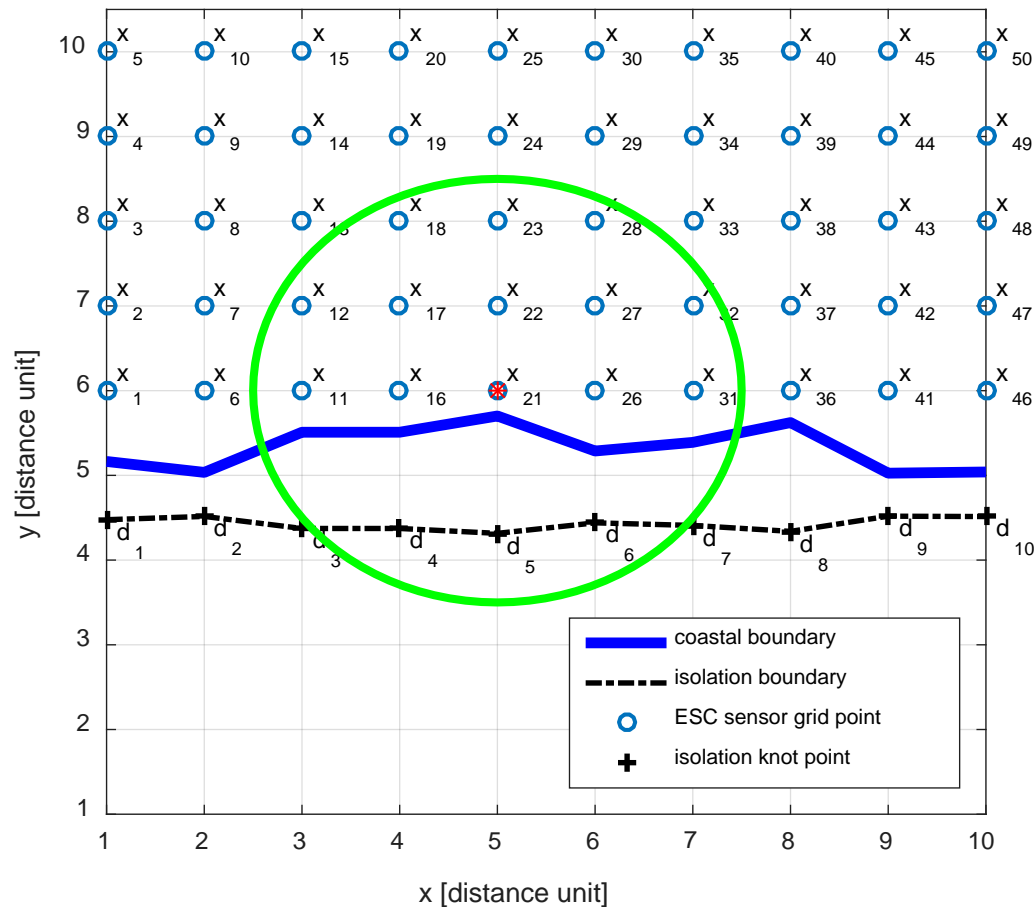 10 x 5 x 10 x 15 x 20 x 25 x 30 x 35 x 40 x 45 x 50
9 x 4 x 9 x 14 x 19 x 24 x 29 x 34 x 39 x 44 x 49
8 x 3 x 8 x 13 x 18 x 23 x 28 x 33 x 38 x 43 x 48
7 x 2 x 7 x 12 x 17 x 22 x 27 x 32 x 37 x 42 x 47
6 x 1 x 6 x 11 x 16 x 21 x 26 x 31 x 36 x 41 x 46
5
d 1 d 2 d 3 d 4 d 5 d 6 d 7 d 8 d 9 d 10
4
3
2
1
y [distance unit]
coastal boundary
isolation boundary
ESC sensor grid point
isolation knot point
1 2 3 4 5 6 7 8 9 10
x [distance unit]